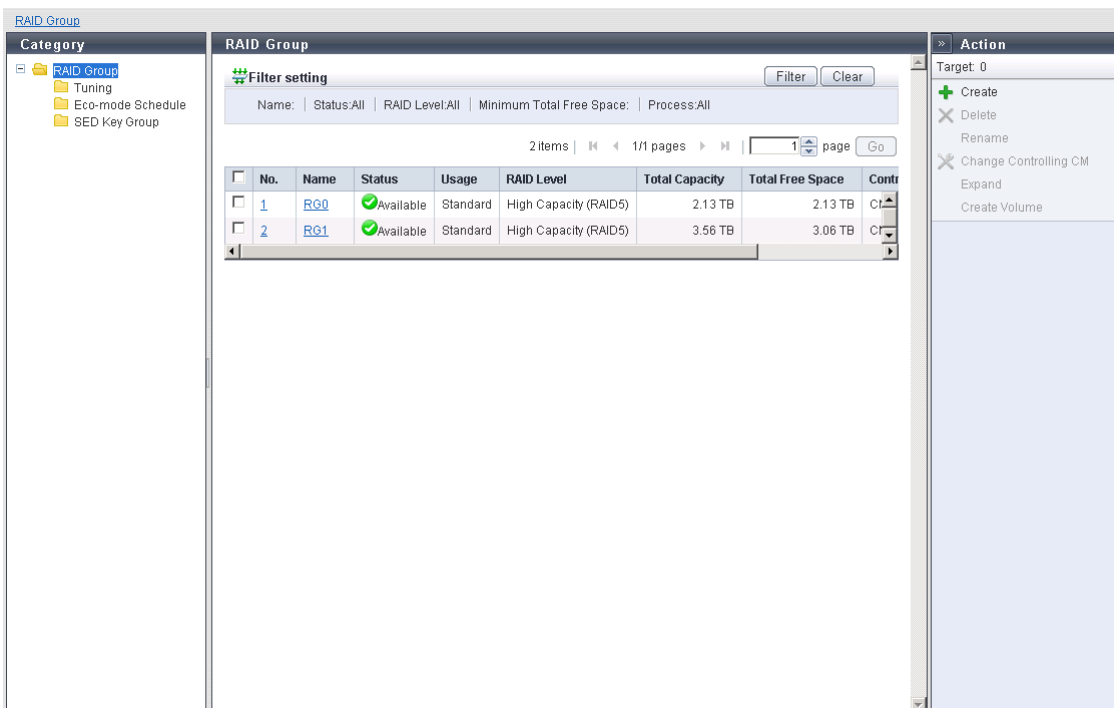 RAID Group
Category
RAID Group
Tuning
Eco-mode Schedule
SED Key Group
RAID Group
Filter setting
Filter
Clear
Name: | Status:All | RAID Level:All | Minimum Total Free Space: | Process:All
2 items | 1/1 pages | 1 page Go
No. Name Status Usage RAID Level Total Capacity Total Free Space Contr
1 RG0 Available Standard High Capacity (RAID5) 2.13 TB 2.13 TB
2 RG1 Available Standard High Capacity (RAID5) 3.56 TB 3.06 TB
» Action
Target: 0
Create
Delete
Rename
Change Controlling CM
Expand
Create Volume